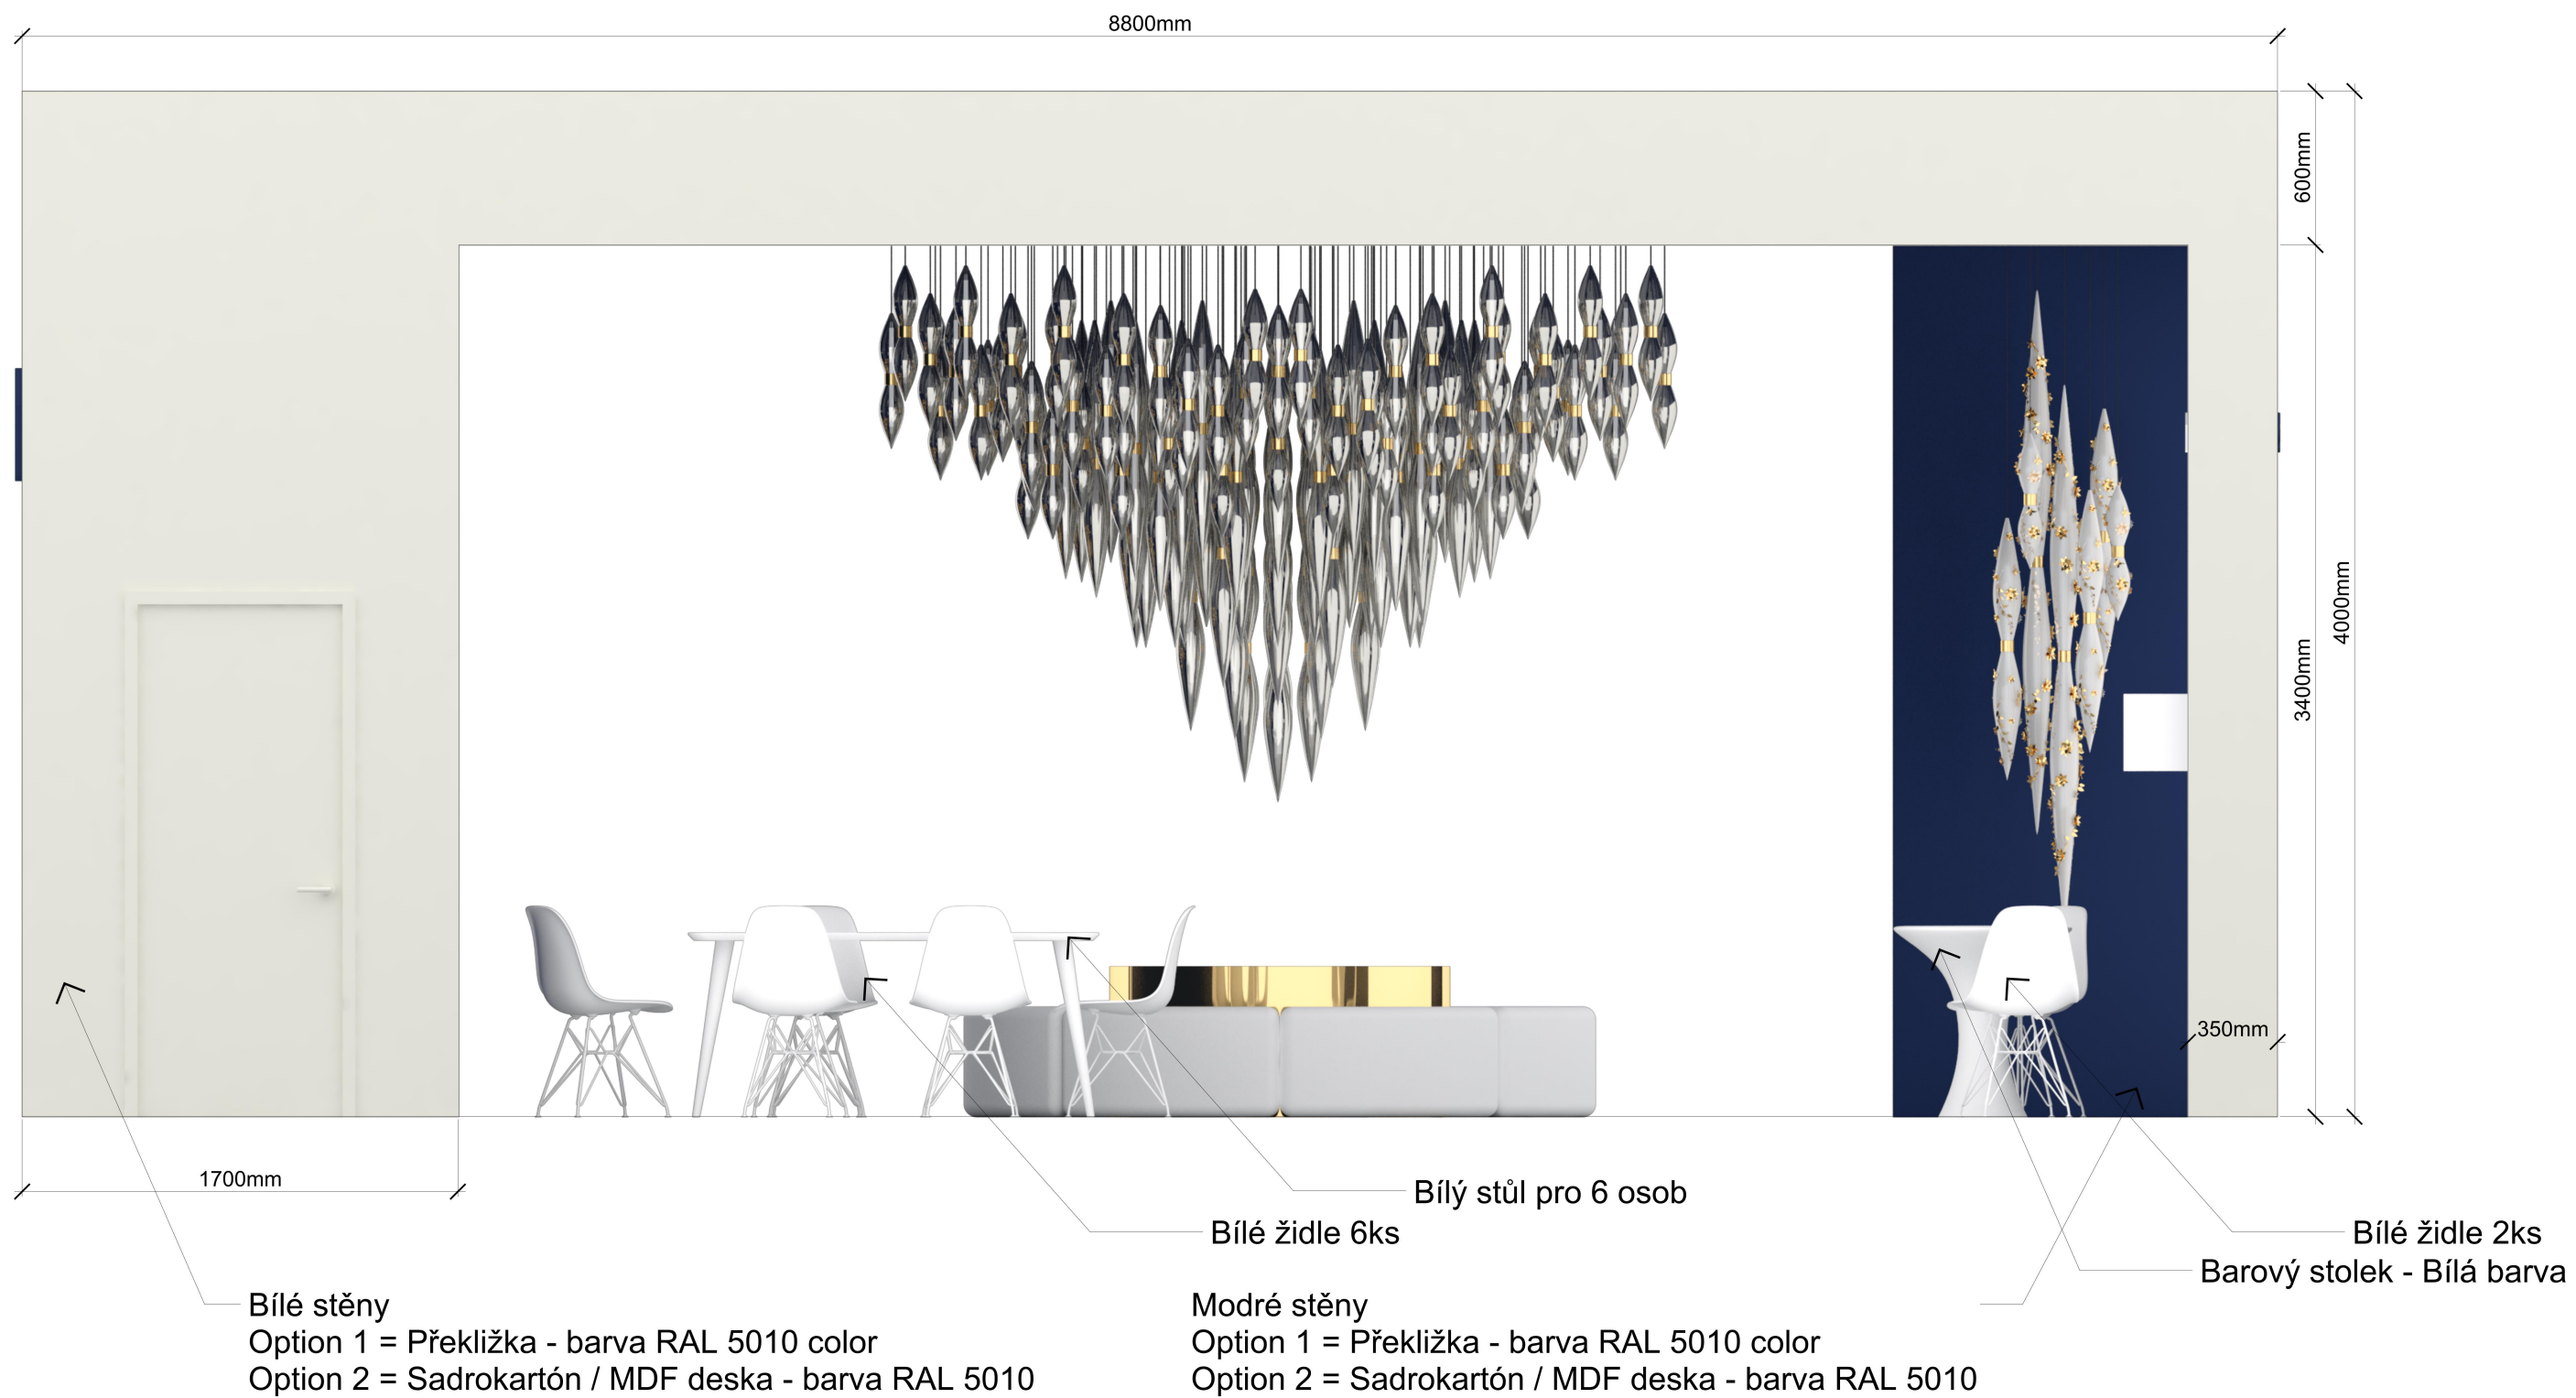 8800mm
600mm
4000mm
3400mm
350mm
1700mm
Bílý stůl pro 6 osob
Bílé židle 6ks
Bílé židle 2ks
Barový stolek - Bílá barva
Bílé stěny
Option 1 = Překližka - barva RAL 5010 color
Option 2 = Sadrokartón / MDF deska - barva RAL 5010
Modré stěny
Option 1 = Překližka - barva RAL 5010 color
Option 2 = Sadrokartón / MDF deska - barva RAL 5010